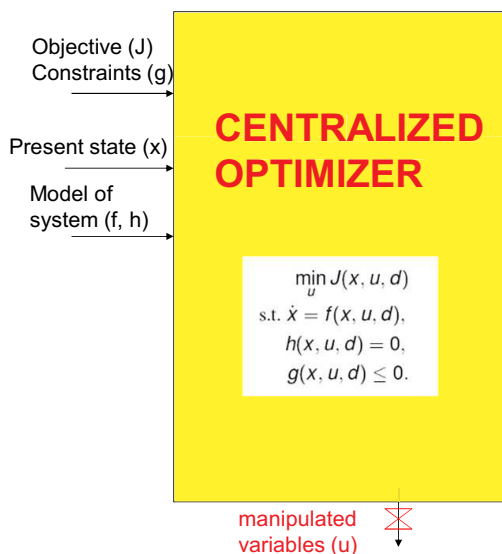 Objective (J)
Constraints (g)
CENTRALIZED
OPTIMIZER
Present state (x)
Model of
system (f, h)
min J(x, u, d)
u
s.t. ẋ = f(x, u, d),
h(x, u, d) = 0,
g(x, u, d) ≤ 0.
manipulated
variables (u)